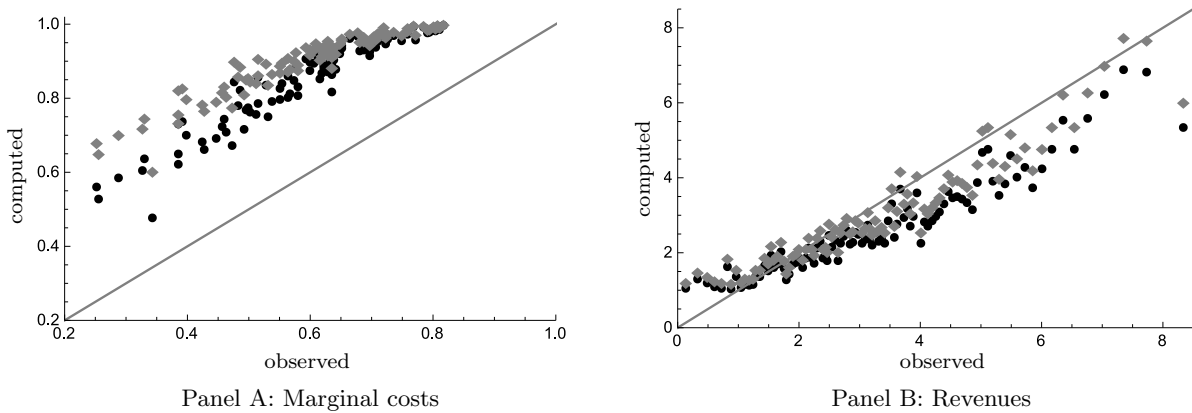 1.0
0.8
0.6
0.4
0.2
computed
0.2 0.4 0.6 0.8 1.0
observed
Panel A: Marginal costs
8
6
4
2
0
computed
0 2 4 6 8
observed
Panel B: Revenues